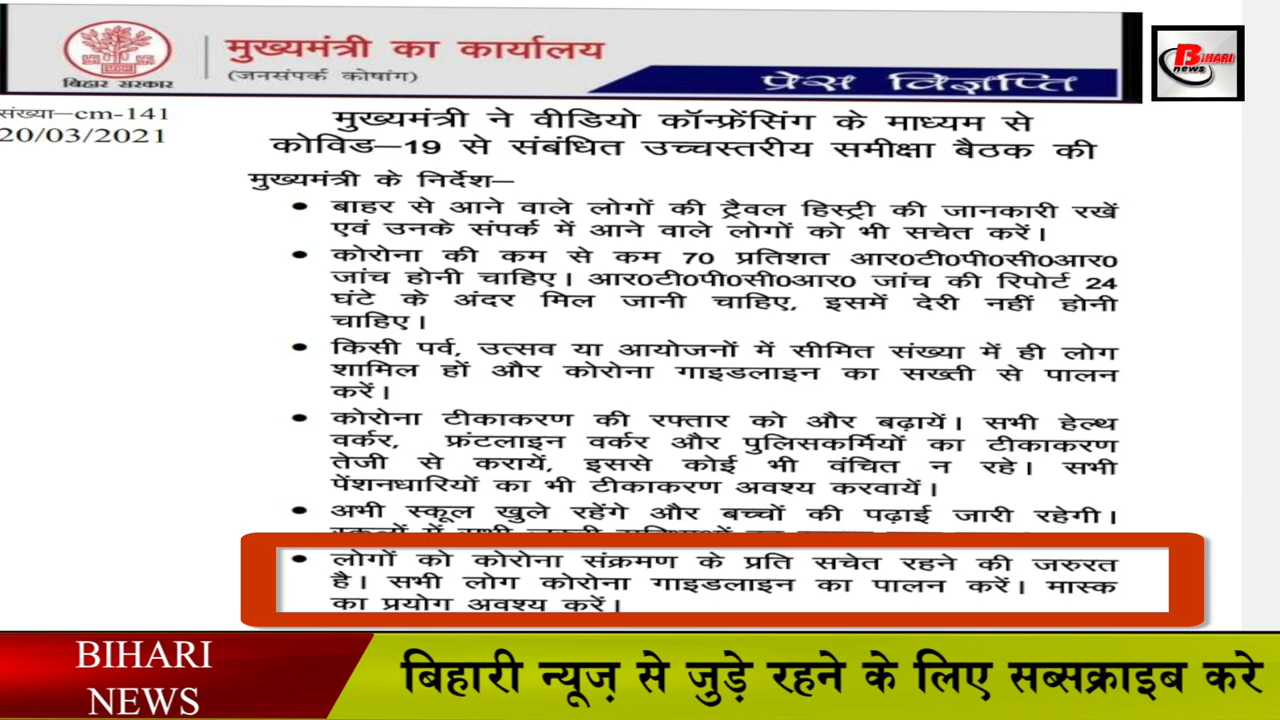 बिहार सरकार
मुख्यमंत्री का कार्यालय
(जनसंपर्क कोषांग)
प्रेस विज्ञप्ति
BIHARI
news
संख्या–cm-141
20/03/2021
मुख्यमंत्री ने वीडियो कॉन्फ्रेंसिंग के माध्यम से
कोविड–19 से संबंधित उच्चस्तरीय समीक्षा बैठक की
मुख्यमंत्री के निर्देश–
• बाहर से आने वाले लोगों की ट्रैवल हिस्ट्री की जानकारी रखें
एवं उनके संपर्क में आने वाले लोगों को भी सचेत करें।
• कोरोना की कम से कम 70 प्रतिशत आर0टी0पी0सी0आर0
जांच होनी चाहिए। आर0टी0पी0सी0आर0 जांच की रिपोर्ट 24
घंटे के अंदर मिल जानी चाहिए, इसमें देरी नहीं होनी
चाहिए।
• किसी पर्व, उत्सव या आयोजनों में सीमित संख्या में ही लोग
शामिल हों और कोरोना गाइडलाइन का सख्ती से पालन
करें।
• कोरोना टीकाकरण की रफ्तार को और बढ़ायें। सभी हेल्थ
वर्कर, फ्रंटलाइन वर्कर और पुलिसकर्मियों का टीकाकरण
तेजी से करायें, इससे कोई भी वंचित न रहे। सभी
पेंशनधारियों का भी टीकाकरण अवश्य करवायें।
• अभी स्कूल खुले रहेंगे और बच्चों की पढ़ाई जारी रहेगी।
• लोगों को कोरोना संक्रमण के प्रति सचेत रहने की जरुरत
है। सभी लोग कोरोना गाइडलाइन का पालन करें। मास्क
का प्रयोग अवश्य करें।
BIHARI
NEWS
बिहारी न्यूज़ से जुड़े रहने के लिए सब्सक्राइब करे